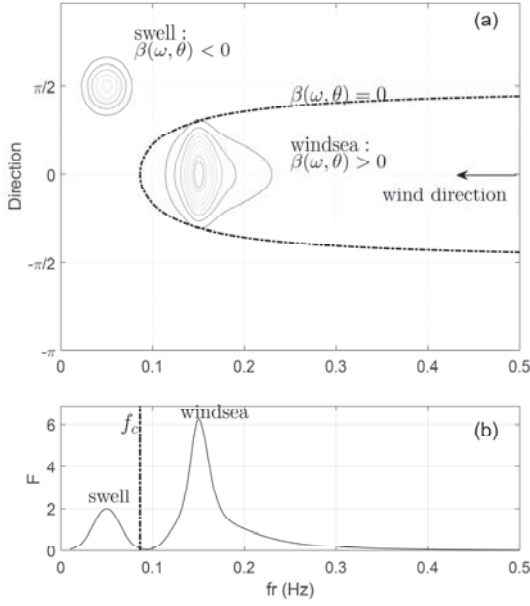 (a)
swell :
β(ω, θ) < 0
π/2
β(ω, θ) = 0
windsea :
β(ω, θ) > 0
Direction
0
wind direction
-π/2
-π
0 0.1 0.2 0.3 0.4 0.5
(b)
6
windsea
f_c
4
F
swell
2
0
0 0.1 0.2 0.3 0.4 0.5
fr (Hz)